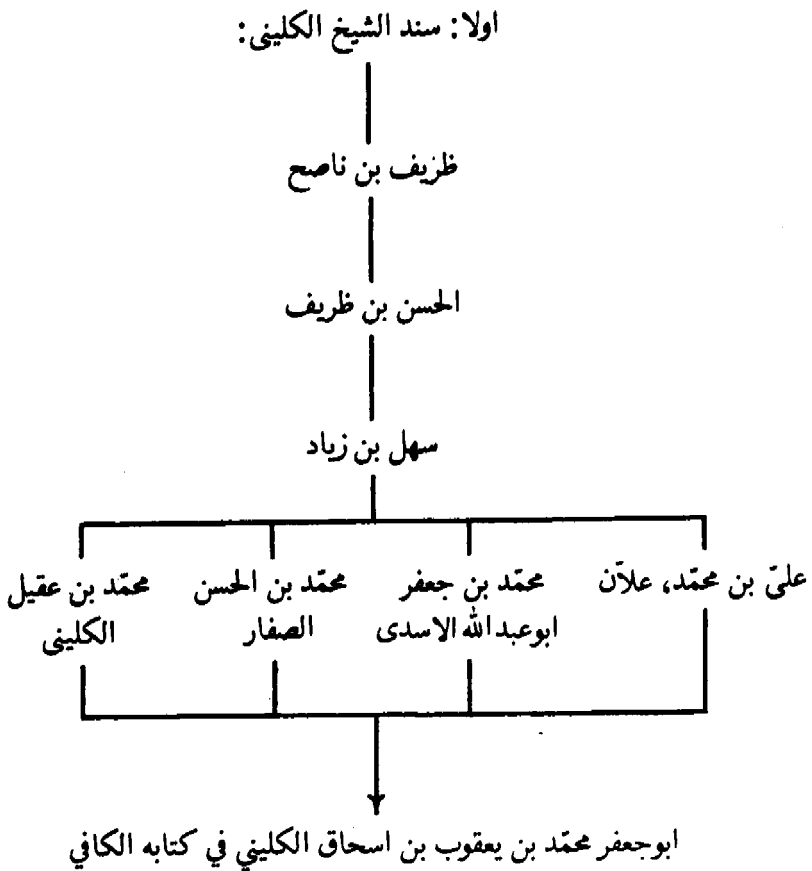 اولا: سند الشيخ الكليني:
ظزيف بن ناصح
الحسن بن ظريف
سهل بن زياد
عليّ بن محمّد، علاّن
محمّد بن جعفر
ابوعبدالله الاسدى
محمّد بن الحسن
الصفار
محمّد بن عقيل
الكلينى
ابوجعفر محمّد بن يعقوب بن اسحاق الكليني في كتابه الكافي